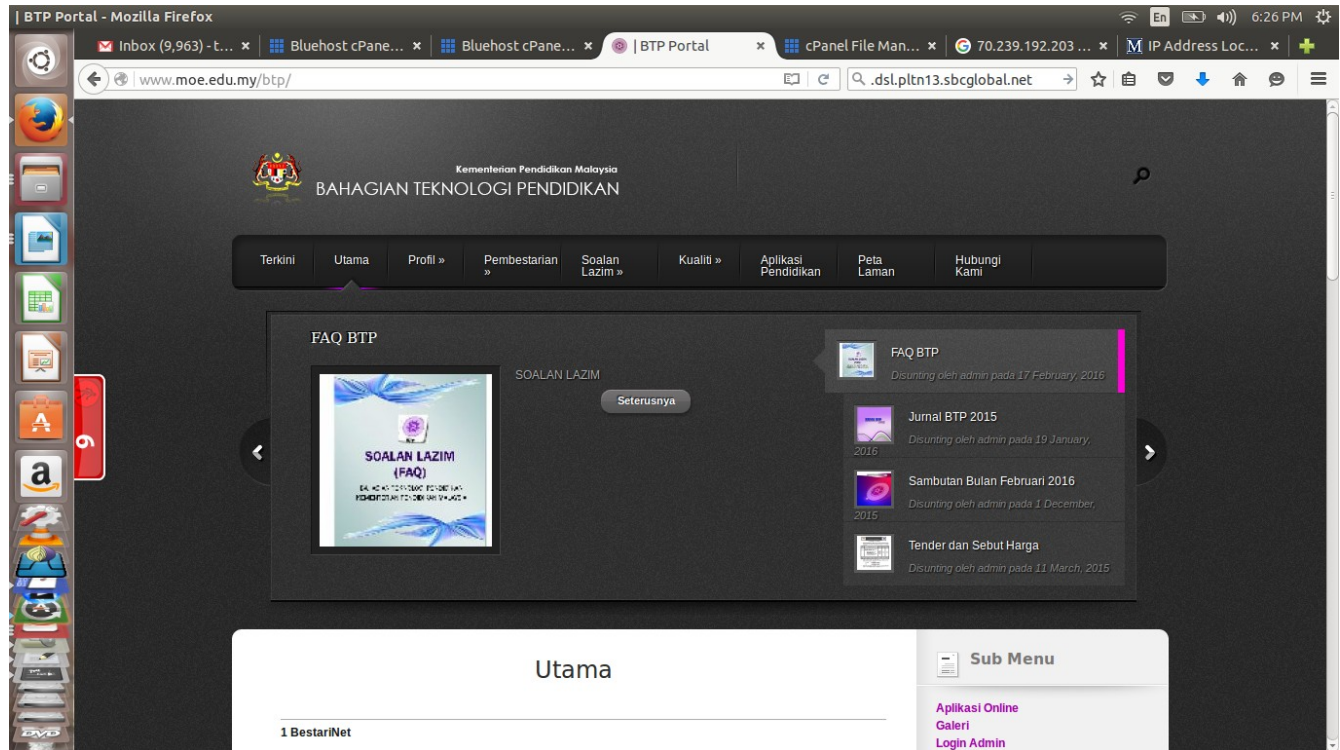 | BTP Portal - Mozilla Firefox
En
6:26 PM
Inbox (9,963) - t...
Bluehost cPane...
Bluehost cPane...
| BTP Portal
cPanel File Man...
70.239.192.203 ...
IP Address Loc...
www.moe.edu.my/btp/
.dsl.pltn13.sbcglobal.net
Kementerian Pendidikan Malaysia
BAHAGIAN TEKNOLOGI PENDIDIKAN
Terkini
Utama
Profil »
Pembestarian
»
Soalan
Lazim »
Kualiti »
Aplikasi
Pendidikan
Peta
Laman
Hubungi
Kami
FAQ BTP
SOALAN LAZIM
(FAQ)
SOALAN LAZIM
Seterusnya
FAQ BTP
Disunting oleh admin pada 17 February, 2016
Jurnal BTP 2015
Disunting oleh admin pada 19 January,
2016
Sambutan Bulan Februari 2016
Disunting oleh admin pada 1 December,
2015
Tender dan Sebut Harga
Disunting oleh admin pada 11 March, 2015
6
a
A
DVD
Utama
1 BestariNet
Sub Menu
Aplikasi Online
Galeri
Login Admin